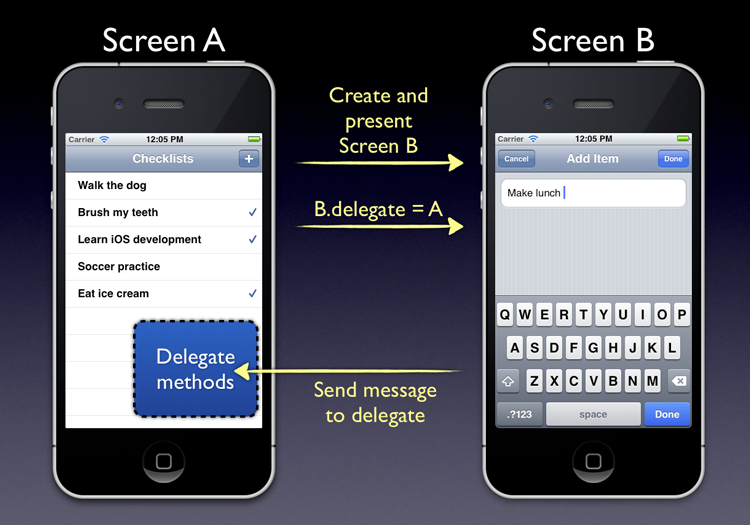 Screen A
Screen B
Carrier 12:05 PM
Checklists +
Walk the dog
Brush my teeth
Learn iOS development
Soccer practice
Eat ice cream
Delegate
methods
Create and
present
Screen B
B.delegate = A
Send message
to delegate
Carrier 12:05 PM
Cancel Add Item Done
Make lunch
Q W E R T Y U I O P
A S D F G H J K L
Z X C V B N M
.?123 space Done